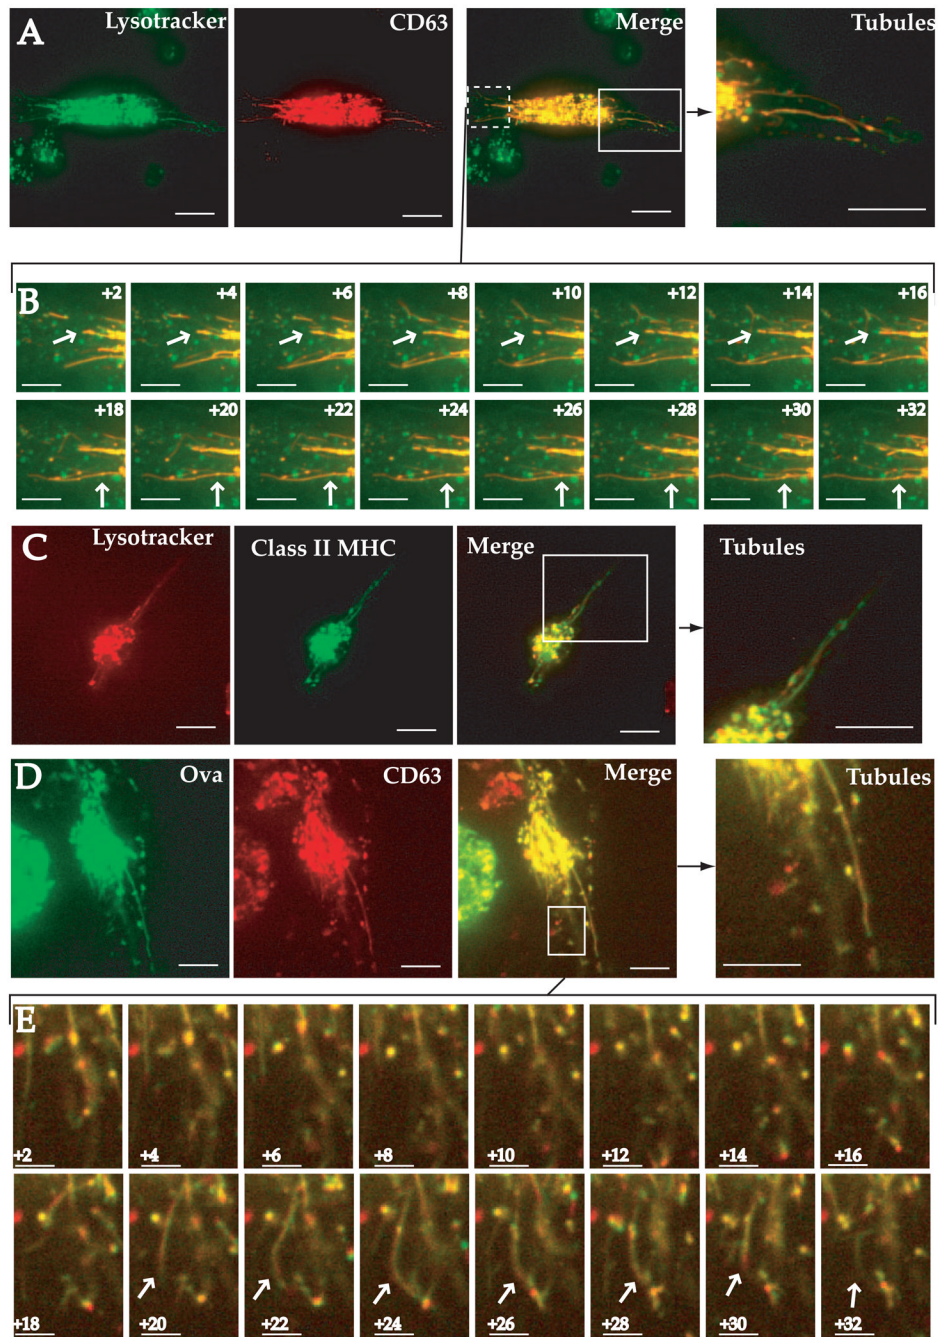 A Lysotracker CD63 Merge Tubules
B +2 +4 +6 +8 +10 +12 +14 +16
+18 +20 +22 +24 +26 +28 +30 +32
C Lysotracker Class II MHC Merge Tubules
D Ova CD63 Merge Tubules
E
+2 +4 +6 +8 +10 +12 +14 +16
+18 +20 +22 +24 +26 +28 +30 +32